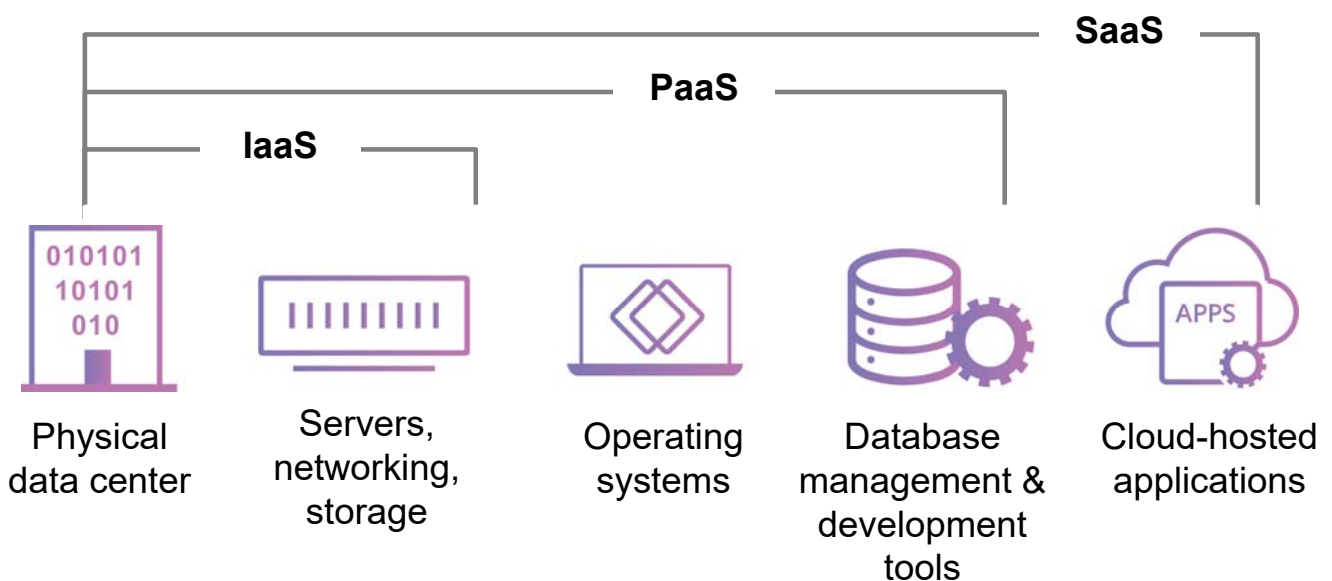 SaaS
PaaS
IaaS
010101
10101
010
APPS
Physical
data center
Servers,
networking,
storage
Operating
systems
Database
management &
development
tools
Cloud-hosted
applications